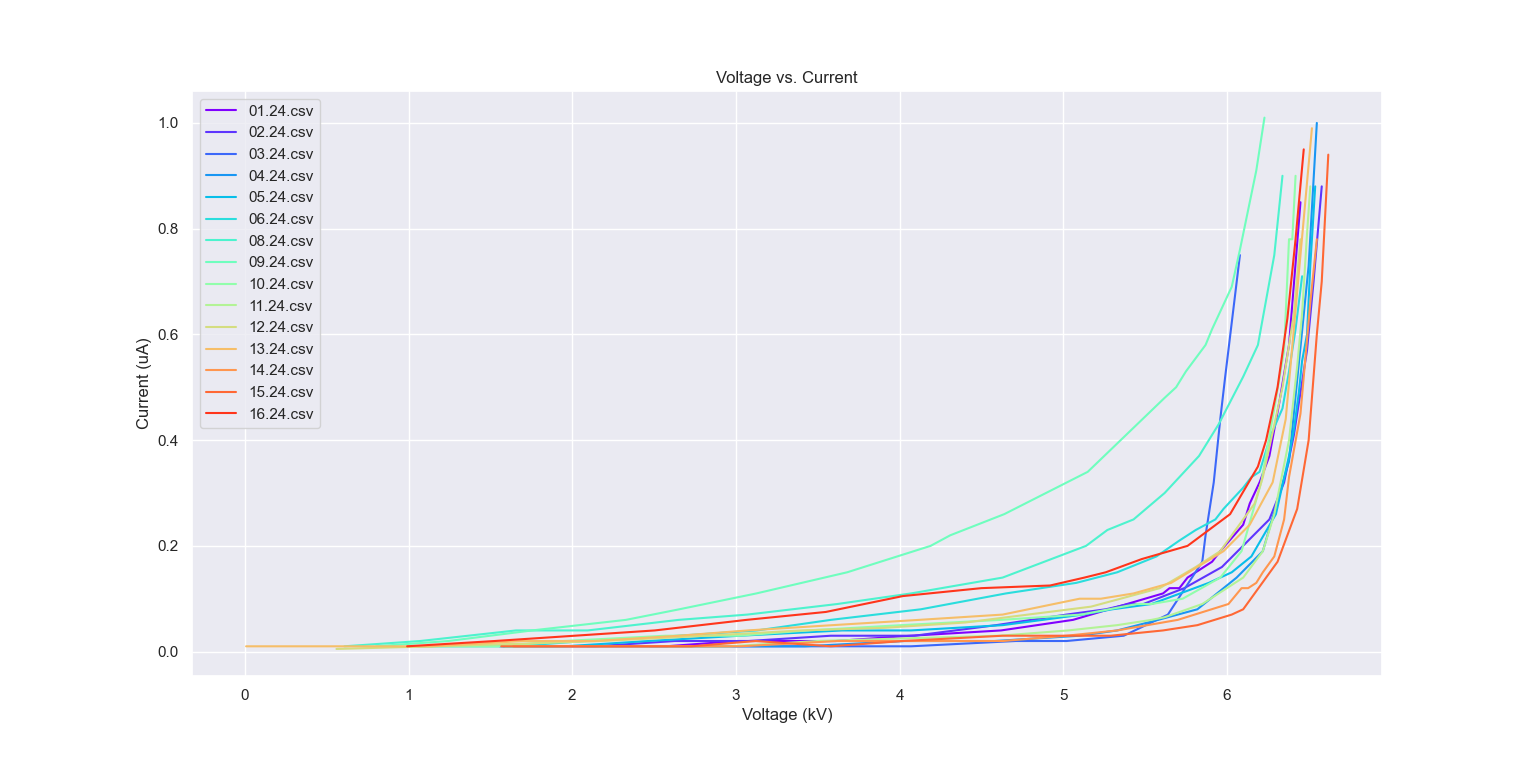 Voltage vs. Current
01.24.csv
02.24.csv
03.24.csv
04.24.csv
05.24.csv
06.24.csv
08.24.csv
09.24.csv
10.24.csv
11.24.csv
12.24.csv
13.24.csv
14.24.csv
15.24.csv
16.24.csv
1.0
0.8
0.6
0.4
0.2
0.0
Current (uA)
0 1 2 3 4 5 6
Voltage (kV)